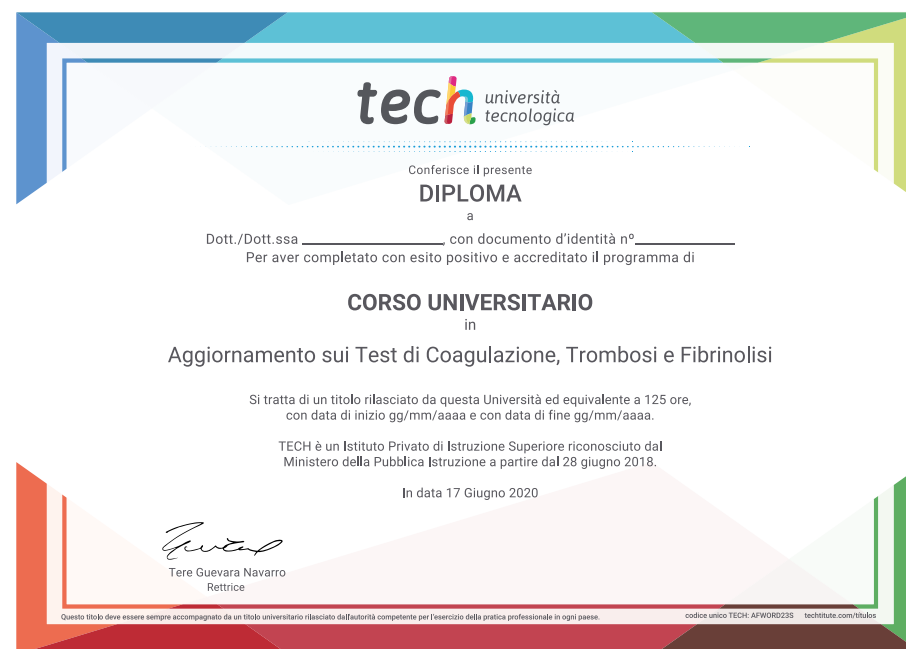 tech università
tecnologica
Conferisce il presente
DIPLOMA
a
Dott./Dott.ssa ____________________, con documento d'identità nº______________
Per aver completato con esito positivo e accreditato il programma di
CORSO UNIVERSITARIO
in
Aggiornamento sui Test di Coagulazione, Trombosi e Fibrinolisi
Si tratta di un titolo rilasciato da questa Università ed equivalente a 125 ore,
con data di inizio gg/mm/aaaa e con data di fine gg/mm/aaaa.
TECH è un Istituto Privato di Istruzione Superiore riconosciuto dal
Ministero della Pubblica Istruzione a partire dal 28 giugno 2018.
In data 17 Giugno 2020
Tere Guevara Navarro
Rettrice
Questo titolo deve essere sempre accompagnato da un titolo universitario rilasciato dall'autorità competente per l'esercizio della pratica professionale in ogni paese. codice unico TECH: AFWORD23S techtitute.com/titulos